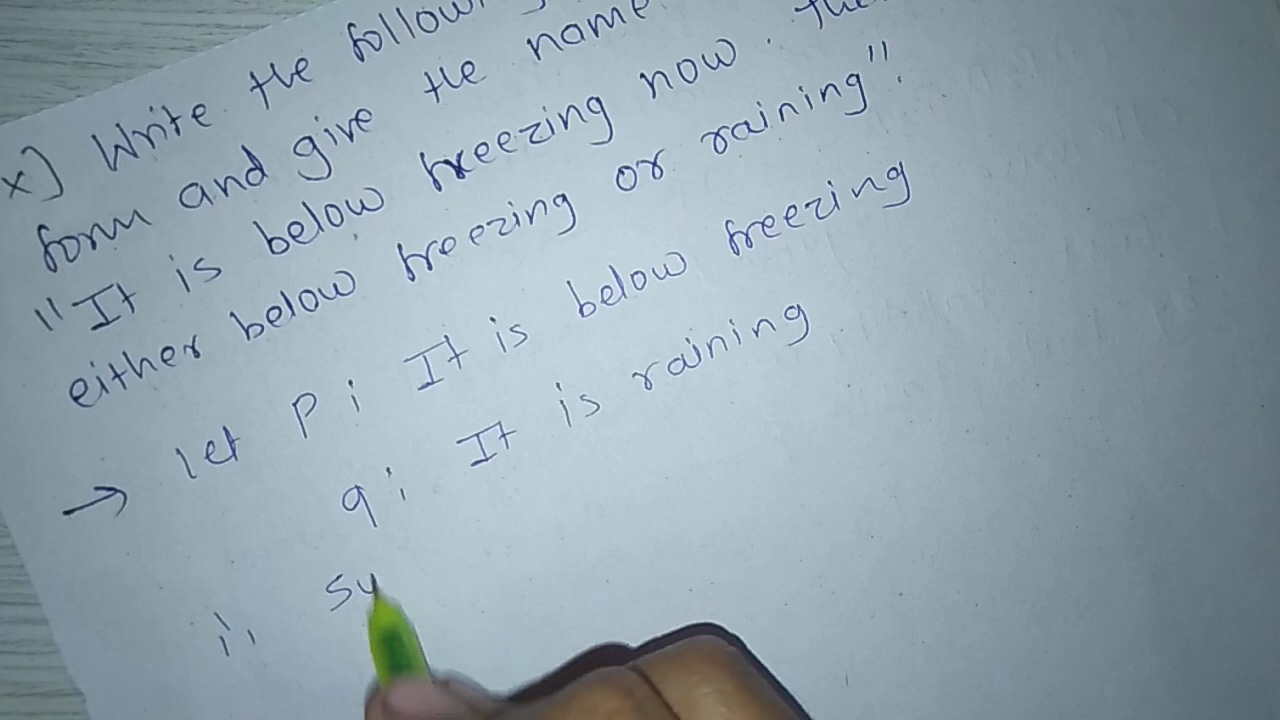 x] Write the follow
form and give the name
"It is below freezing now. The
either below freezing or raining".
→ let P: It is below freezing
q: It is raining
∴ Sy